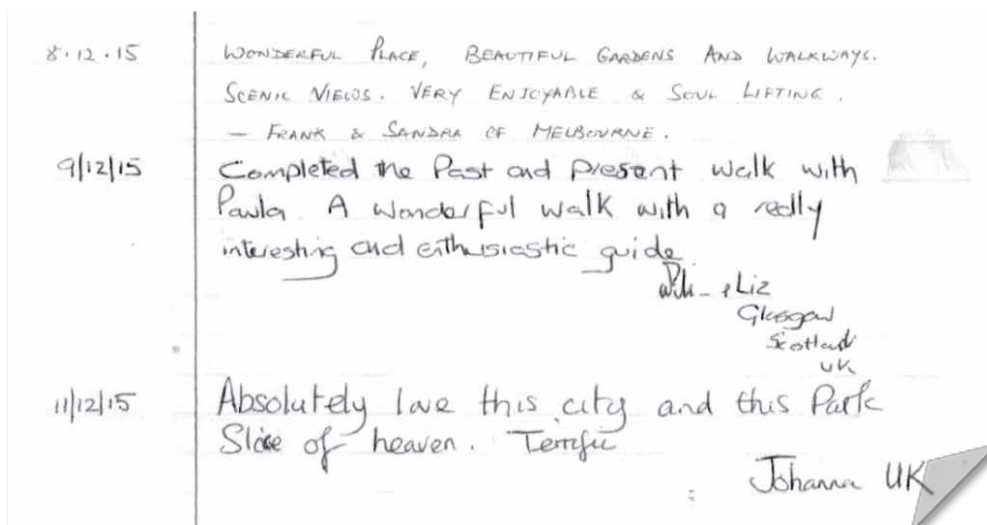 8.12.15 WONDERFUL PLACE, BEAUTIFUL GARDENS AND WALKWAYS.
SCENIC VIEWS. VERY ENJOYABLE & SOUL LIFTING.
– FRANK & SANDRA OF MELBOURNE.
9/12/15 Completed the Past and present walk with
Paula. A wonderful walk with a really
interesting and enthusiastic guide
& Liz
Glasgow
Scotland
UK
11/12/15 Absolutely love this city and this Park
Slice of heaven. Terrific
Johanna UK